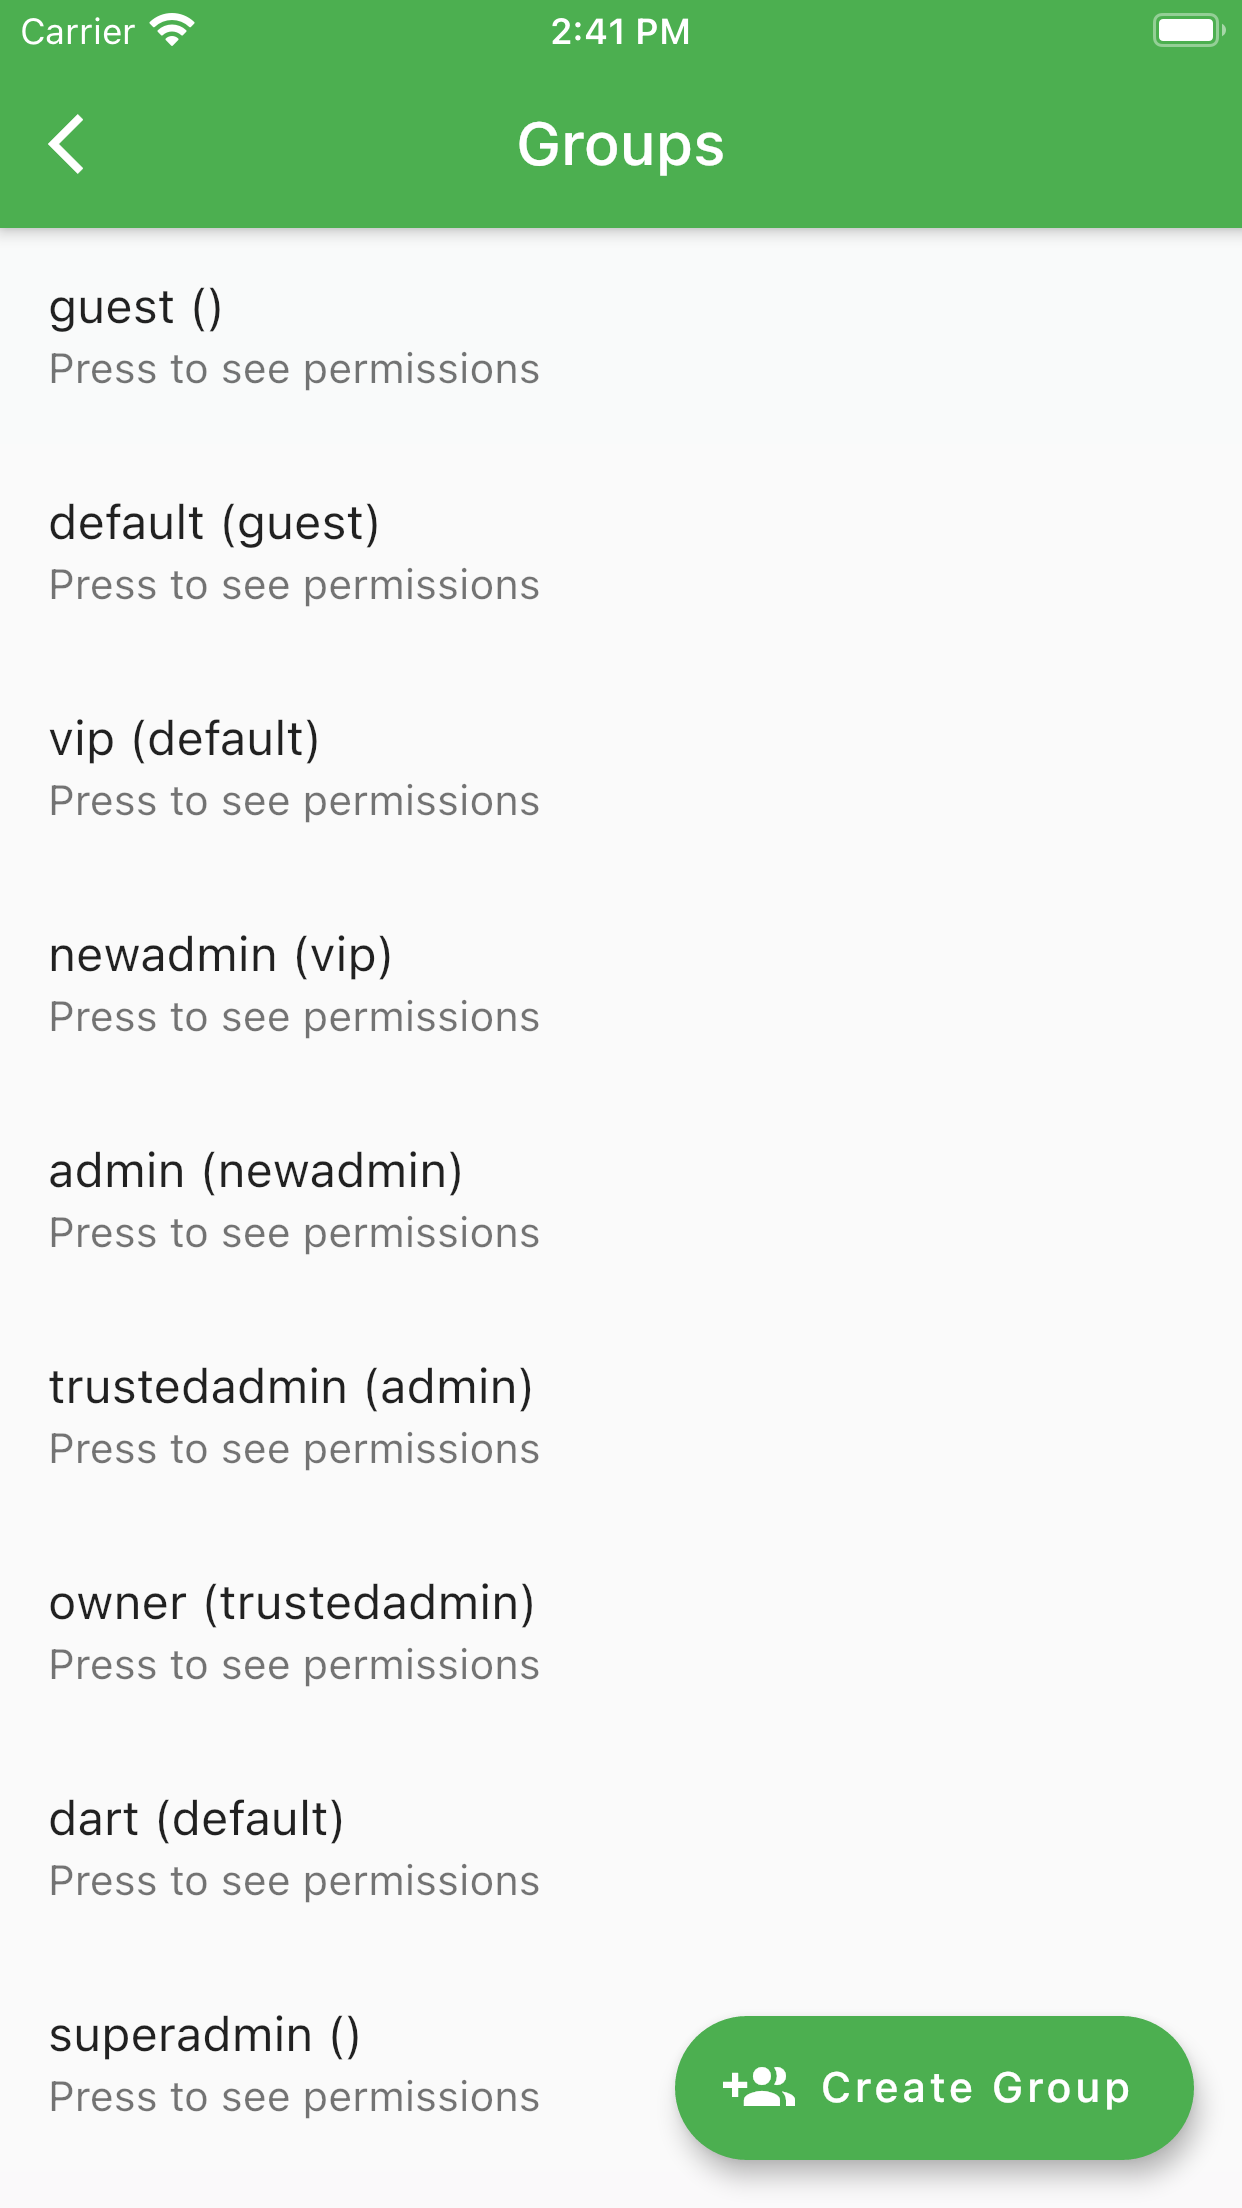 Carrier 2:41 PM
Groups
guest ()
Press to see permissions
default (guest)
Press to see permissions
vip (default)
Press to see permissions
newadmin (vip)
Press to see permissions
admin (newadmin)
Press to see permissions
trustedadmin (admin)
Press to see permissions
owner (trustedadmin)
Press to see permissions
dart (default)
Press to see permissions
superadmin ()
Press to see permissions
Create Group